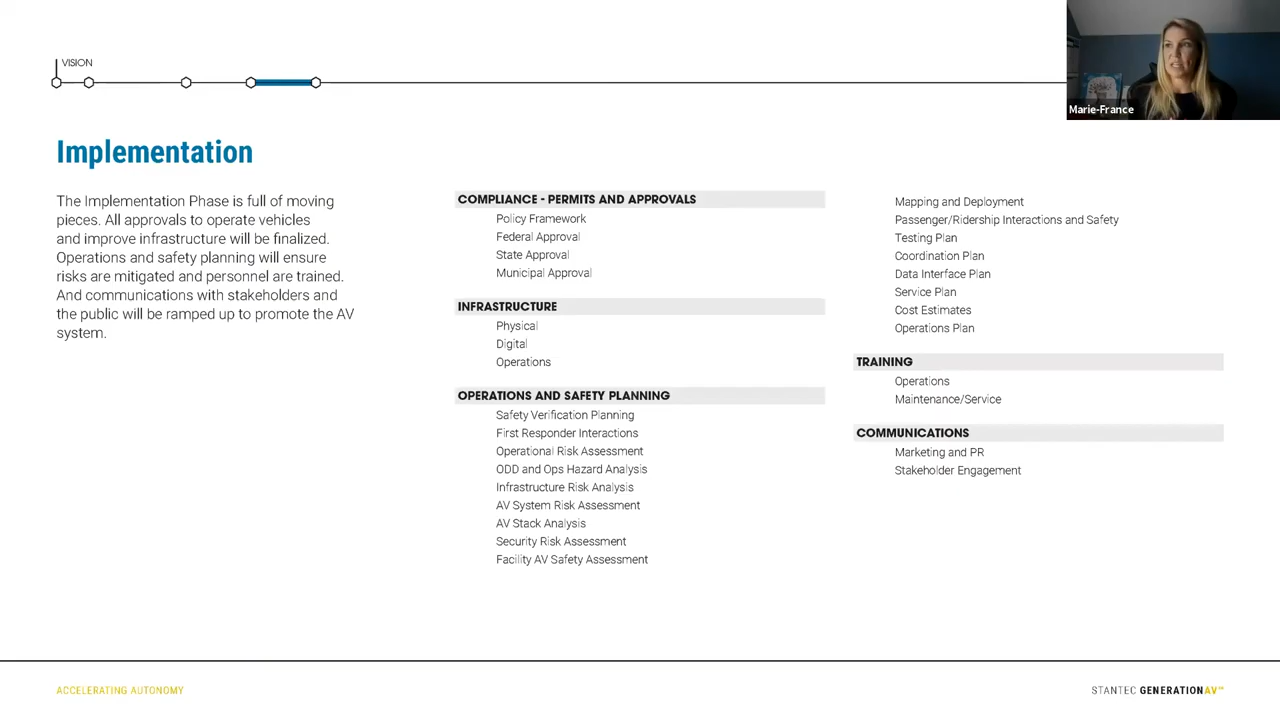 VISION
Marie-France
Implementation
The Implementation Phase is full of moving
pieces. All approvals to operate vehicles
and improve infrastructure will be finalized.
Operations and safety planning will ensure
risks are mitigated and personnel are trained.
And communications with stakeholders and
the public will be ramped up to promote the AV
system.
COMPLIANCE - PERMITS AND APPROVALS
Policy Framework
Federal Approval
State Approval
Municipal Approval
INFRASTRUCTURE
Physical
Digital
Operations
OPERATIONS AND SAFETY PLANNING
Safety Verification Planning
First Responder Interactions
Operational Risk Assessment
ODD and Ops Hazard Analysis
Infrastructure Risk Analysis
AV System Risk Assessment
AV Stack Analysis
Security Risk Assessment
Facility AV Safety Assessment
Mapping and Deployment
Passenger/Ridership Interactions and Safety
Testing Plan
Coordination Plan
Data Interface Plan
Service Plan
Cost Estimates
Operations Plan
TRAINING
Operations
Maintenance/Service
COMMUNICATIONS
Marketing and PR
Stakeholder Engagement
ACCELERATING AUTONOMY
STANTEC GENERATIONAV™